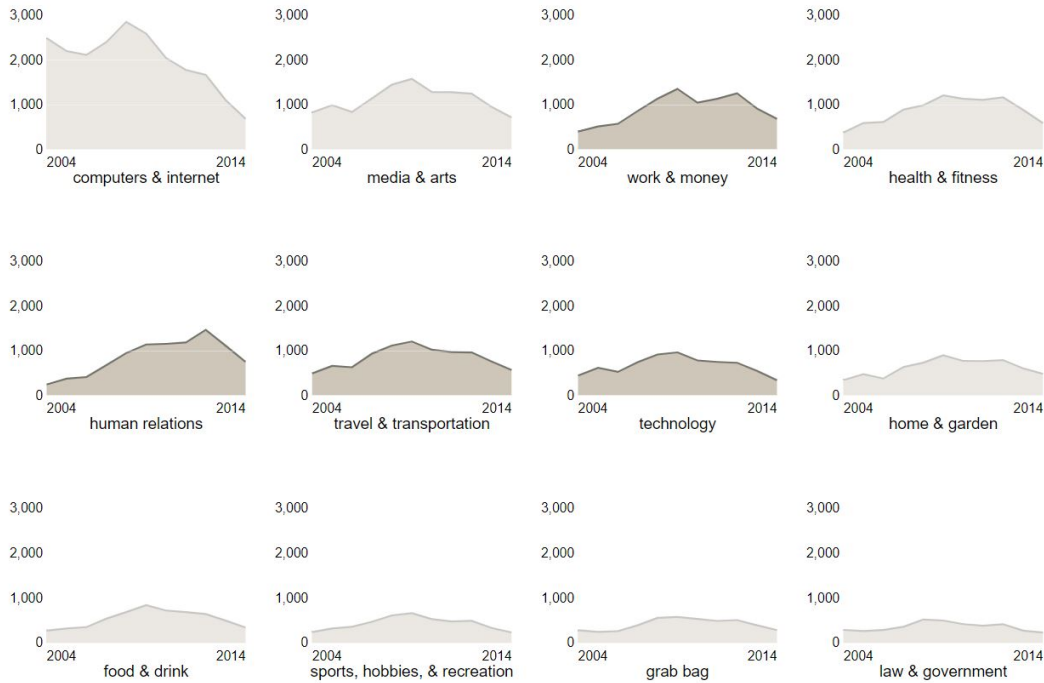 3,000 3,000 3,000 3,000
2,000 2,000 2,000 2,000
1,000 1,000 1,000 1,000
0 0 0 0
2004 2014 2004 2014 2004 2014 2004 2014
computers & internet media & arts work & money health & fitness
3,000 3,000 3,000 3,000
2,000 2,000 2,000 2,000
1,000 1,000 1,000 1,000
0 0 0 0
2004 2014 2004 2014 2004 2014 2004 2014
human relations travel & transportation technology home & garden
3,000 3,000 3,000 3,000
2,000 2,000 2,000 2,000
1,000 1,000 1,000 1,000
0 0 0 0
2004 2014 2004 2014 2004 2014 2004 2014
food & drink sports, hobbies, & recreation grab bag law & government